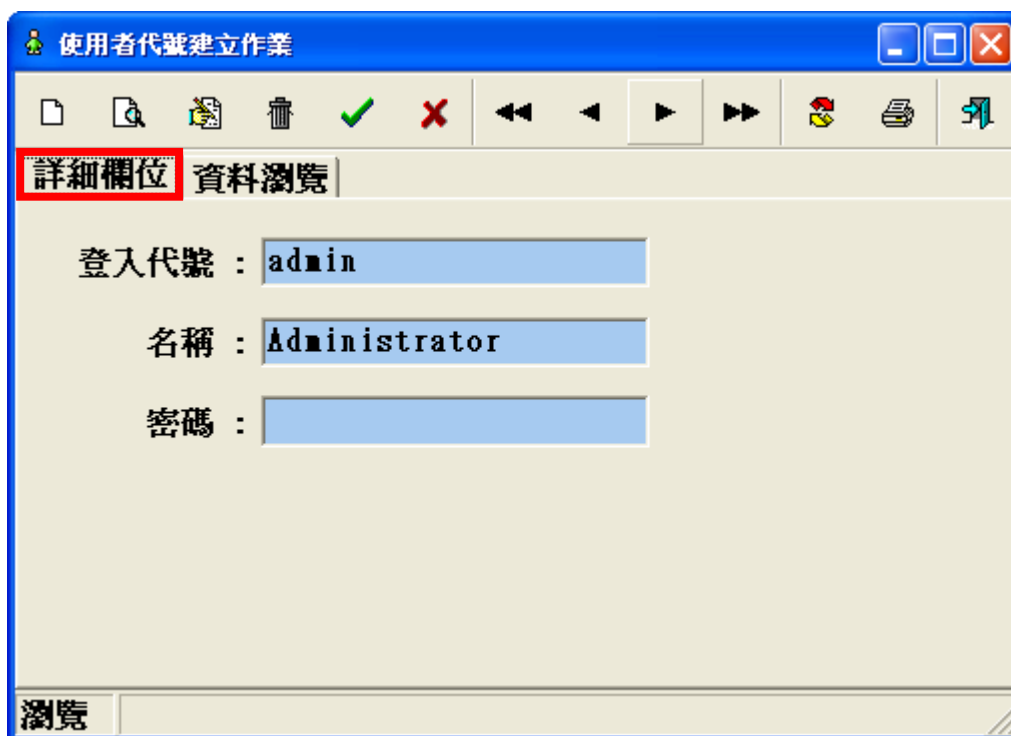 使用者代號建立作業
詳細欄位 資料瀏覽
登入代號 : admin
名稱 : Administrator
密碼 :
瀏覽